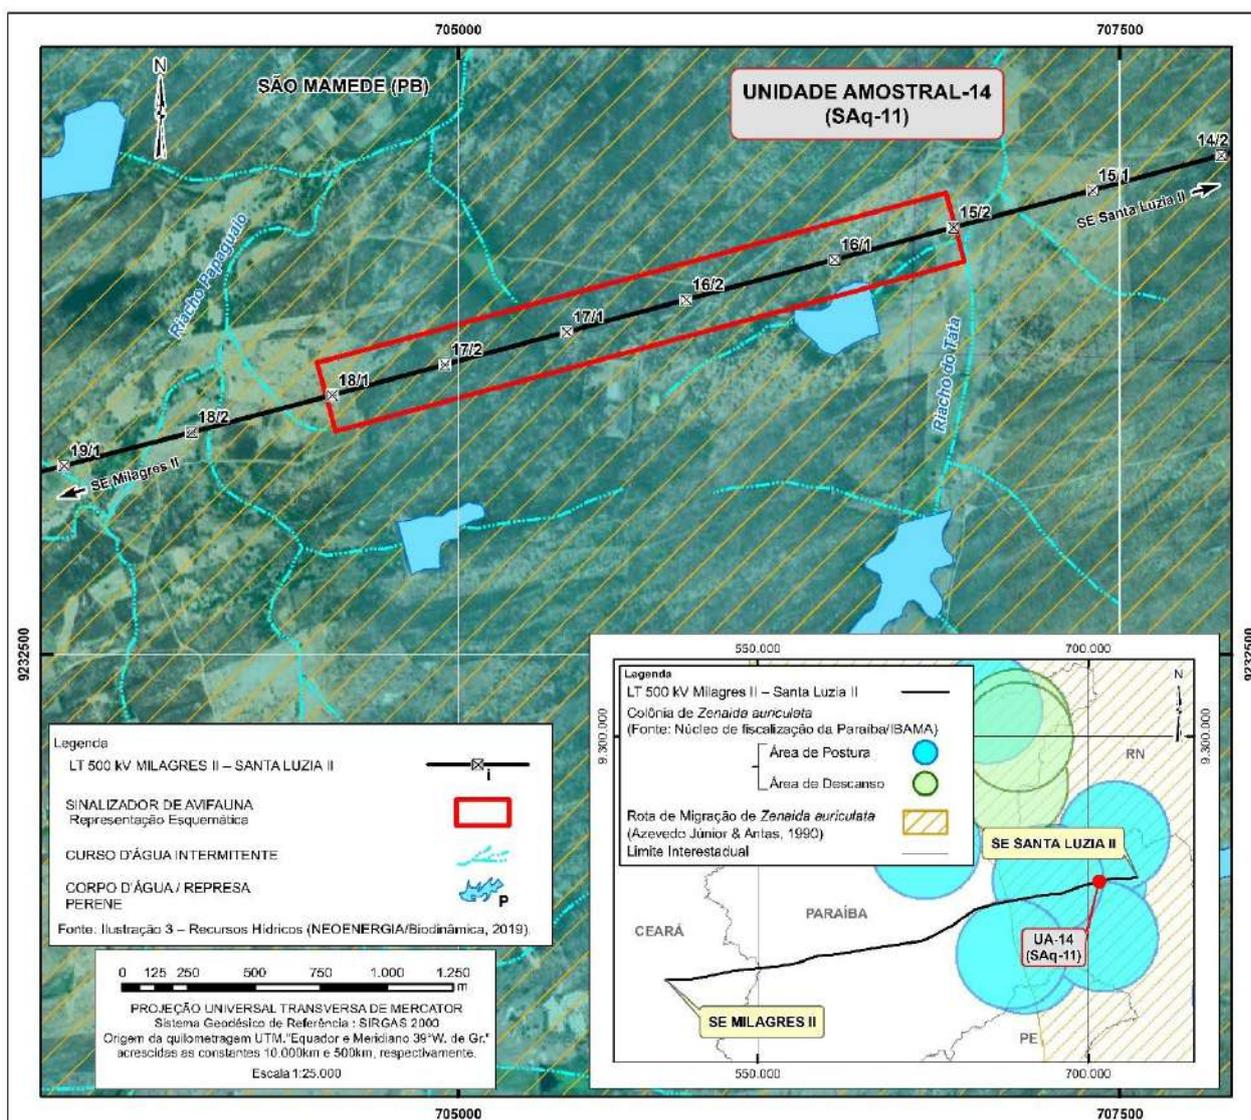 705000
707500
N
SÃO MAMEDE (PB)
UNIDADE AMOSTRAL-14
(SAq-11)
14/2
15/1
SE Santa Luzia II
15/2
16/1
16/2
17/1
17/2
18/1
18/2
19/1
SE Milagres II
Riacho Papaguaio
Riacho do Tata
9232500
9232500
Legenda
LT 500 kV MILAGRES II – SANTA LUZIA II
i
SINALIZADOR DE AVIFAUNA
Representação Esquemática
CURSO D'ÁGUA INTERMITENTE
CORPO D'ÁGUA / REPRESA
PERENE
P
Fonte: Ilustração 3 – Recursos Hídricos (NEOENERGIA/Biodinâmica, 2019).
0 125 250 500 750 1.000 1.250
m
PROJEÇÃO UNIVERSAL TRANSVERSA DE MERCATOR
Sistema Geodésico de Referência : SIRGAS 2000
Origem da quilometragem UTM."Equador e Meridiano 39°W. de Gr."
acrescidas as constantes 10.000km e 500km, respectivamente.
Escala 1:25.000
550.000
700.000
Legenda
LT 500 kV Milagres II – Santa Luzia II
Colônia de Zenaida auriculata
(Fonte: Núcleo de fiscalização da Paraíba/IBAMA)
Área de Postura
Área de Descanso
Rota de Migração de Zenaida auriculata
(Azevedo Júnior & Antas, 1990)
Limite Interestadual
N
9.300.000
9.300.000
RN
SE SANTA LUZIA II
PARAÍBA
CEARÁ
UA-14
(SAq-11)
SE MILAGRES II
PE
550.000
700.000
705000
707500